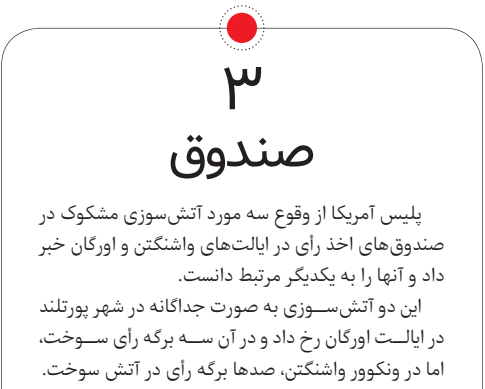 ۳
صندوق
پلیس آمریکا از وقوع سه مورد آتش‌سوزی مشکوک در
صندوق‌های اخذ رأی در ایالت‌های واشنگتن و اورگان خبر
داد و آنها را به یکدیگر مرتبط دانست.
این دو آتش‌سوزی به صورت جداگانه در شهر پورتلند
در ایالت اورگان رخ داد و در آن سه برگه رأی سوخت،
اما در ونکوور واشنگتن، صدها برگه رأی در آتش سوخت.